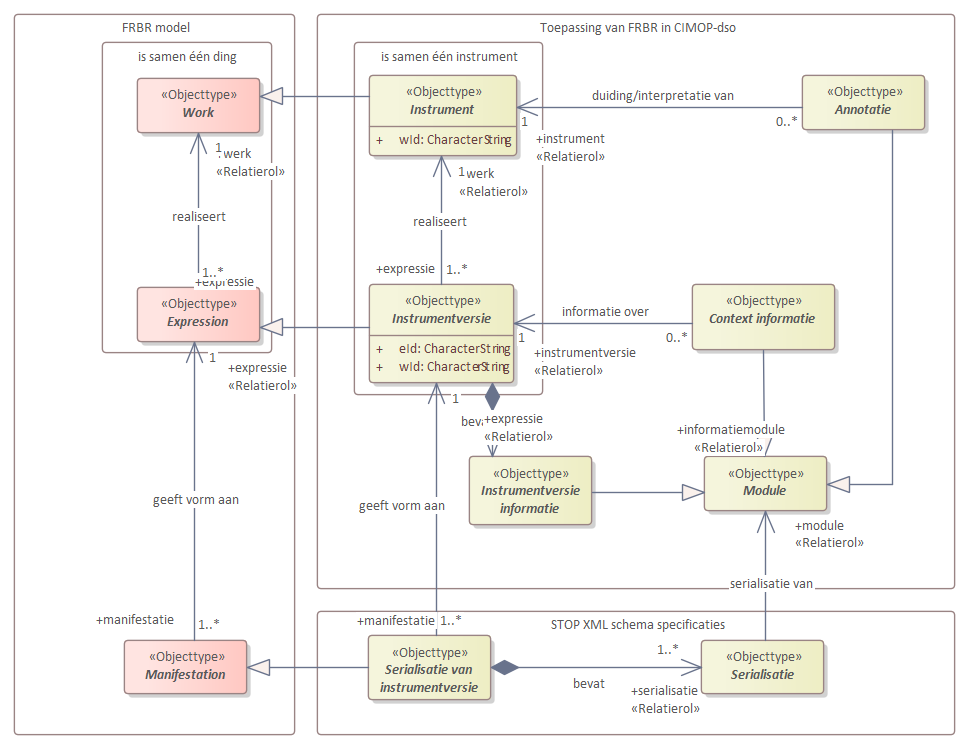 FRBR model
is samen één ding
«Objecttype»
Work
1
werk
«Relatierol»
realiseert
1..*
+expressie
«Objecttype»
Expression
1
+expressie
«Relatierol»
geeft vorm aan
+manifestatie
1..*
«Objecttype»
Manifestation
Toepassing van FRBR in CIMOP-dso
is samen één instrument
«Objecttype»
Instrument
+ wId: CharacterString
duiding/interpretatie van
1
0..*
+instrument
«Relatierol»
«Objecttype»
Annotatie
1
werk
«Relatierol»
realiseert
+expressie
1..*
«Objecttype»
Instrumentversie
+ eId: CharacterString
+ wId: CharacterString
informatie over
1
0..*
+instrumentversie
«Relatierol»
«Objecttype»
Context informatie
1
+expressie
«Relatierol»
«Objecttype»
Instrumentversie
informatie
+informatiemodule
«Relatierol»
«Objecttype»
Module
+module
«Relatierol»
geeft vorm aan
serialisatie van
STOP XML schema specificaties
+manifestatie
1..*
«Objecttype»
Serialisatie van
instrumentversie
bevat
1..*
+serialisatie
«Relatierol»
«Objecttype»
Serialisatie